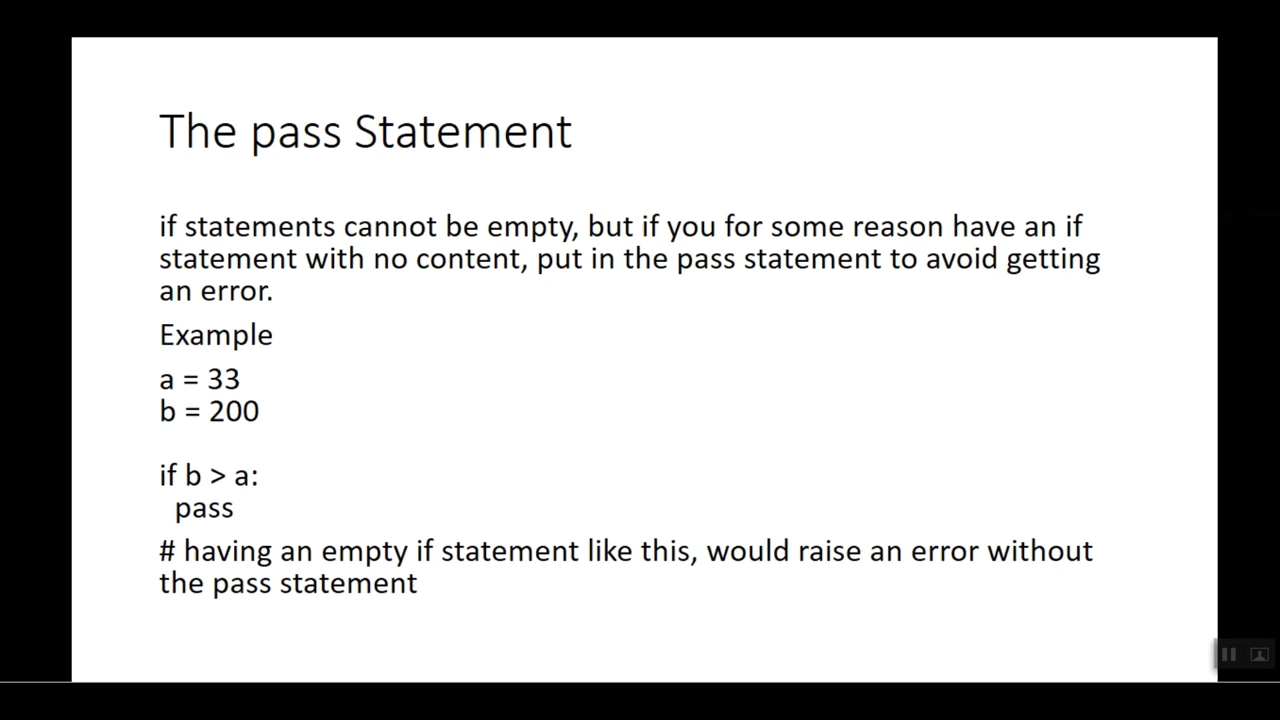 The pass Statement
if statements cannot be empty, but if you for some reason have an if
statement with no content, put in the pass statement to avoid getting
an error.
Example
a = 33
b = 200
if b > a:
pass
# having an empty if statement like this, would raise an error without
the pass statement